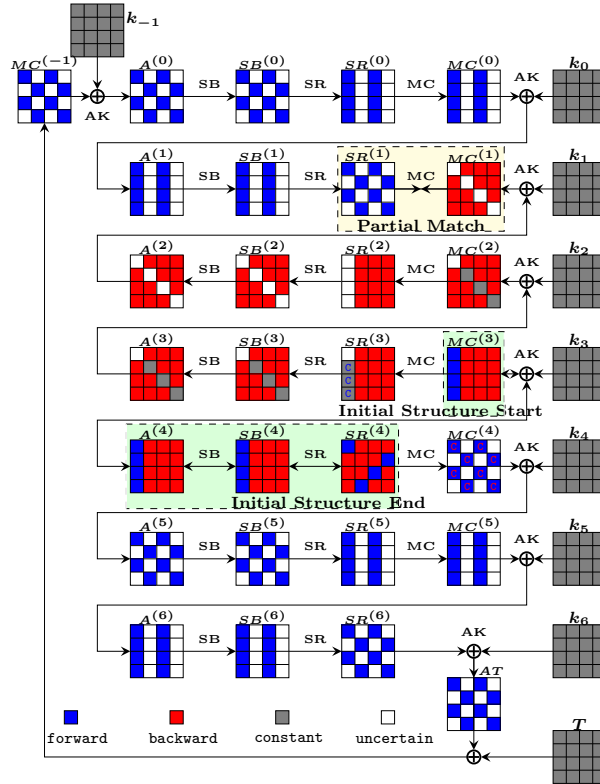 k₋₁
MC⁽⁻¹⁾ A⁽⁰⁾ SB⁽⁰⁾ SR⁽⁰⁾ MC⁽⁰⁾ k₀
SB SR MC AK
AK
A⁽¹⁾ SB⁽¹⁾ SR⁽¹⁾ MC⁽¹⁾ k₁
SB SR MC AK
Partial Match
A⁽²⁾ SB⁽²⁾ SR⁽²⁾ MC⁽²⁾ k₂
SB SR MC AK
A⁽³⁾ SB⁽³⁾ SR⁽³⁾ MC⁽³⁾ k₃
SB SR MC AK
C
C
C
Initial Structure Start
A⁽⁴⁾ SB⁽⁴⁾ SR⁽⁴⁾ MC⁽⁴⁾ k₄
SB SR MC AK
C C
C C
C C
C C
Initial Structure End
A⁽⁵⁾ SB⁽⁵⁾ SR⁽⁵⁾ MC⁽⁵⁾ k₅
SB SR MC AK
A⁽⁶⁾ SB⁽⁶⁾ SR⁽⁶⁾ k₆
SB SR AK
AT
T
forward backward constant uncertain